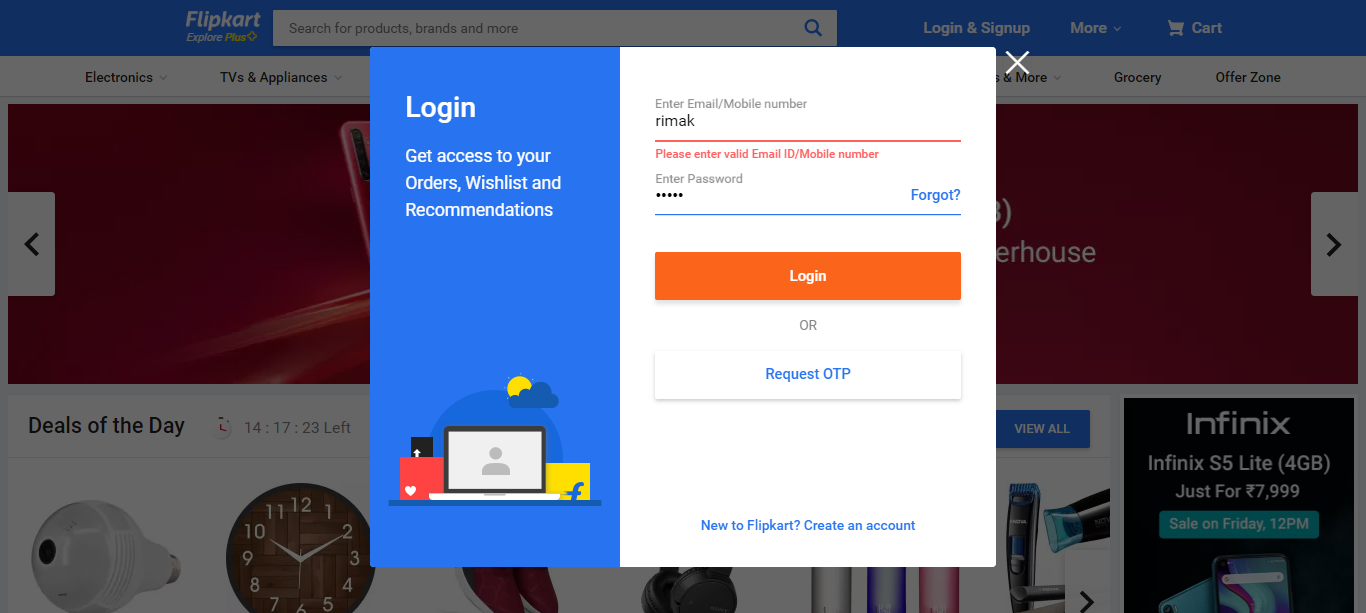 Flipkart
Explore Plus
Search for products, brands and more
Login & Signup
More
Cart
Electronics
TVs & Appliances
& More
Grocery
Offer Zone
Login
Get access to your
Orders, Wishlist and
Recommendations
Enter Email/Mobile number
rimak
Please enter valid Email ID/Mobile number
Enter Password
•••••
Forgot?
Login
OR
Request OTP
New to Flipkart? Create an account
erhouse
Deals of the Day
14 : 17 : 23 Left
VIEW ALL
Infinix
Infinix S5 Lite (4GB)
Just For ₹7,999
Sale on Friday, 12PM
12
11
1
10
2
9
3
8
4
7
6
5